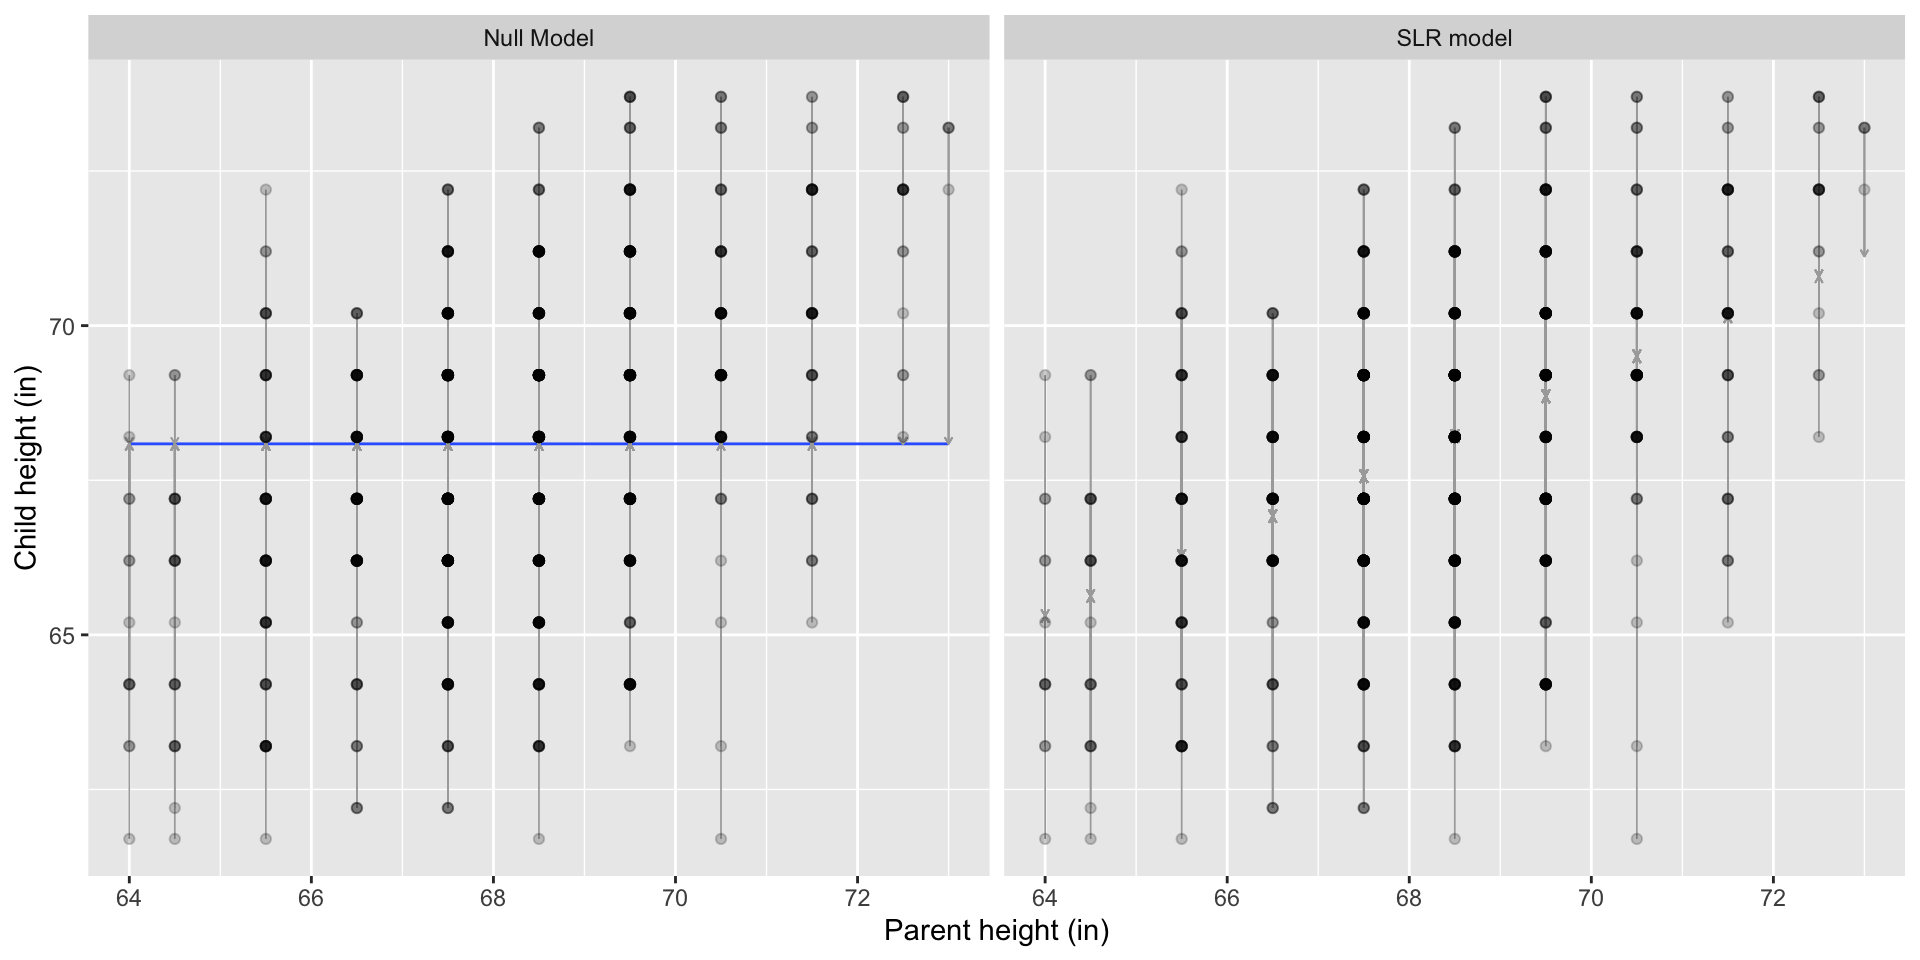 Null Model
SLR model
Child height (in)
70
65
64 66 68 70 72
64 66 68 70 72
Parent height (in)